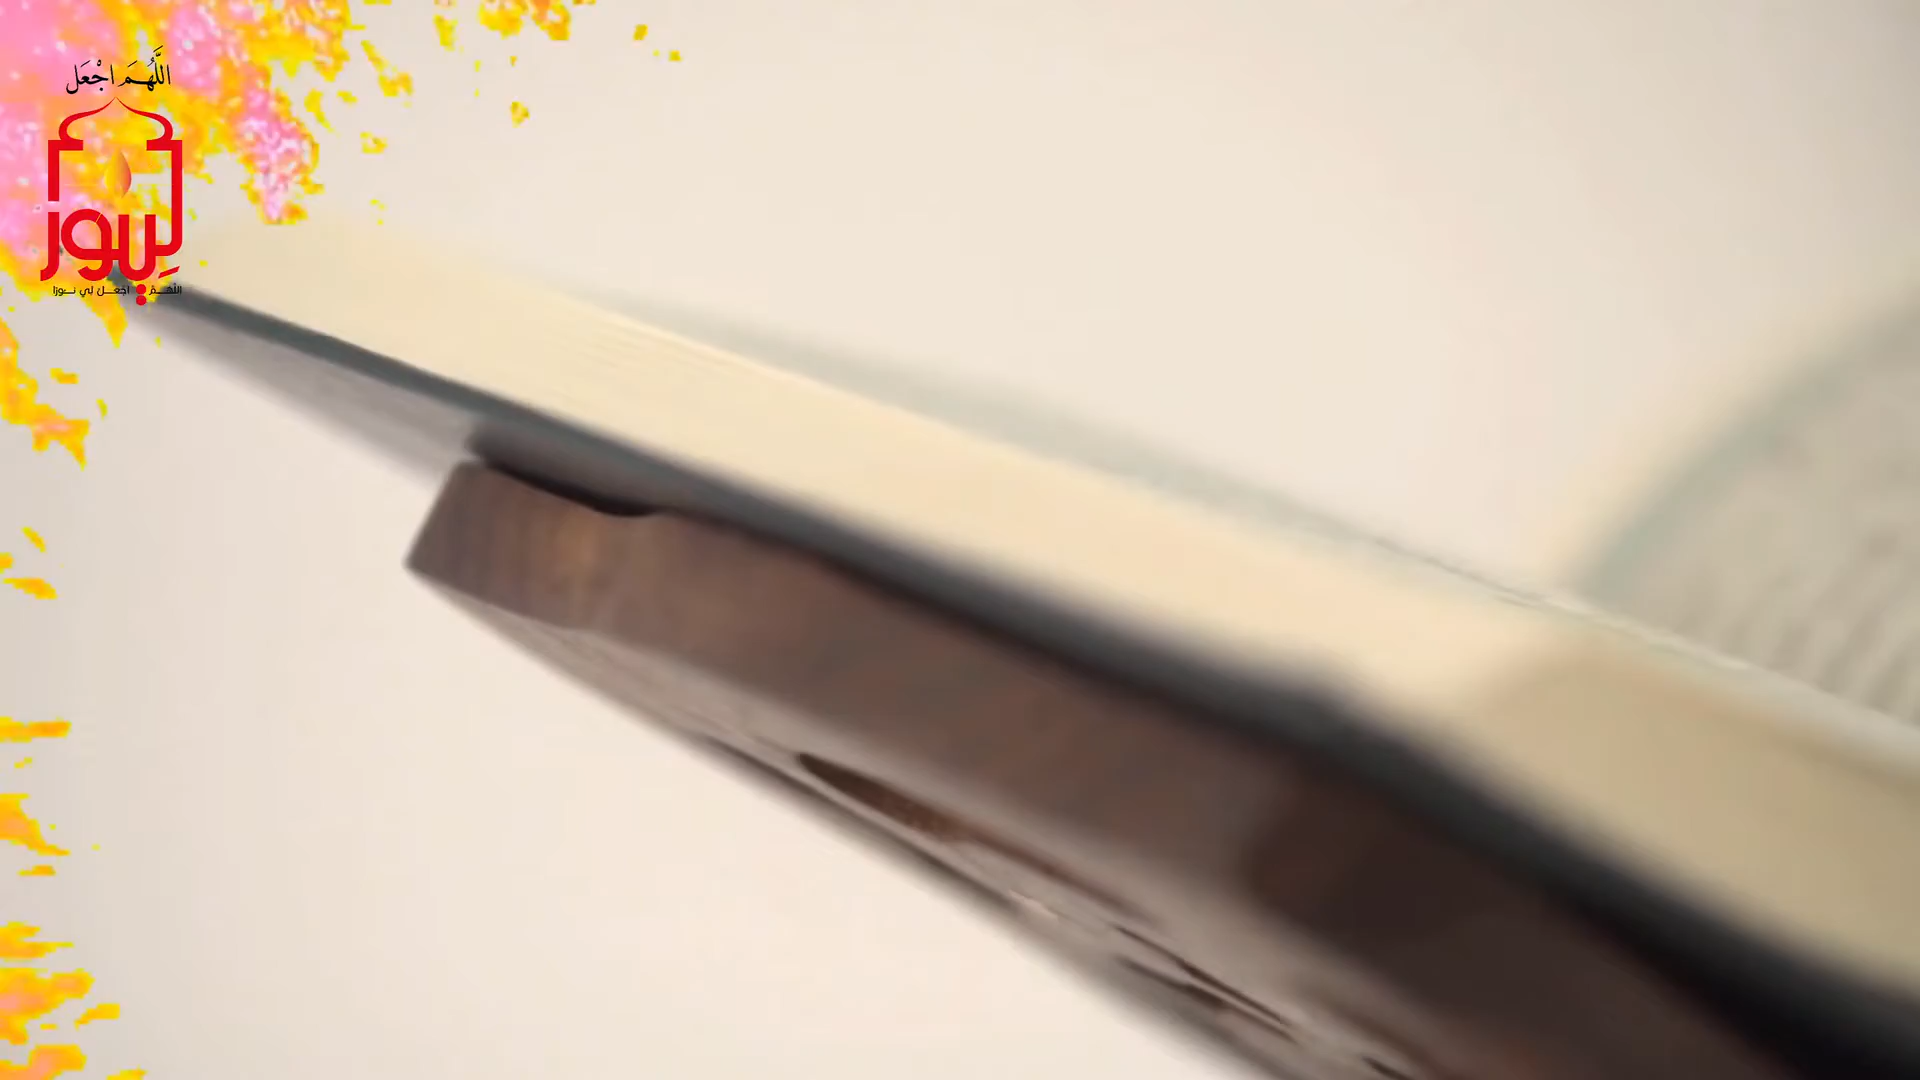 اللَّهُمَّ اجْعَل
لِي نور
اللهم اجعل لي نورا